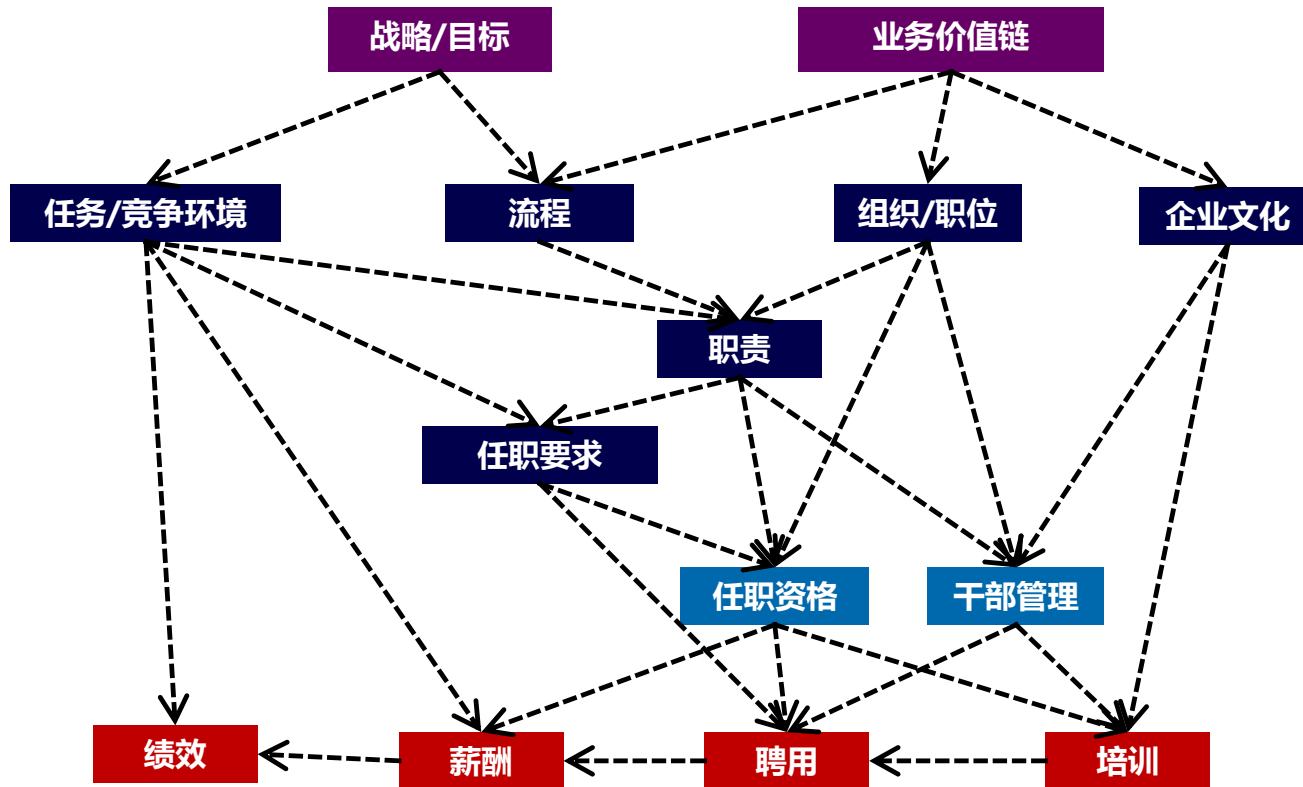 战略/目标
业务价值链
任务/竞争环境
流程
组织/职位
企业文化
职责
任职要求
任职资格
干部管理
绩效
薪酬
聘用
培训